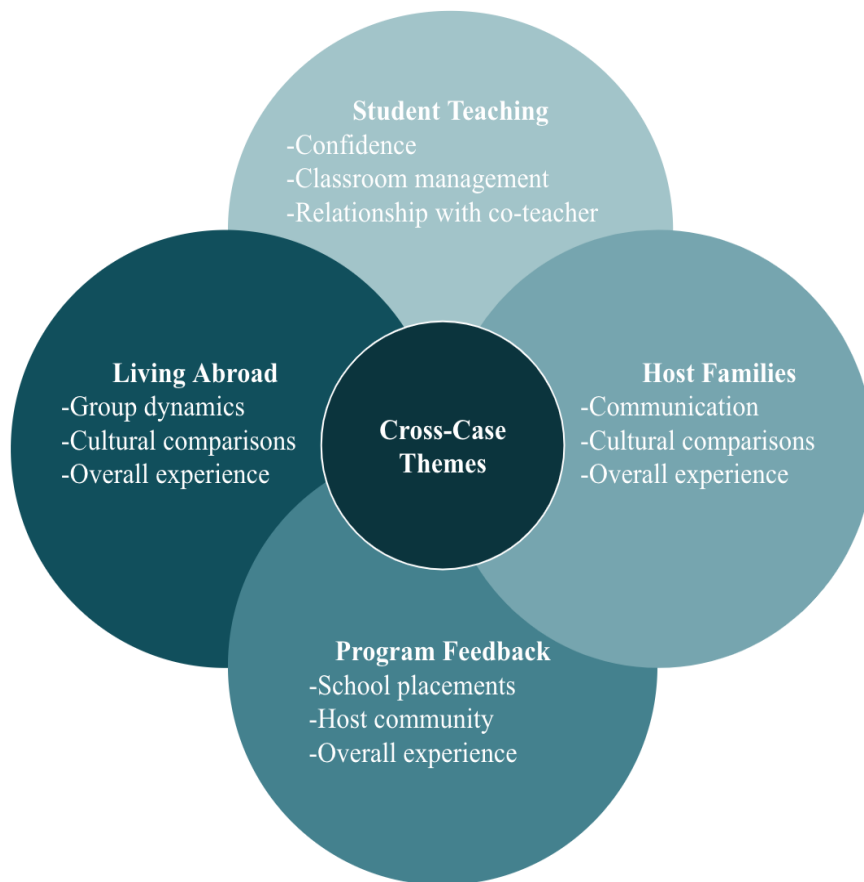 Student Teaching
-Confidence
-Classroom management
-Relationship with co-teacher
Living Abroad
-Group dynamics
-Cultural comparisons
-Overall experience
Cross-Case
Themes
Host Families
-Communication
-Cultural comparisons
-Overall experience
Program Feedback
-School placements
-Host community
-Overall experience